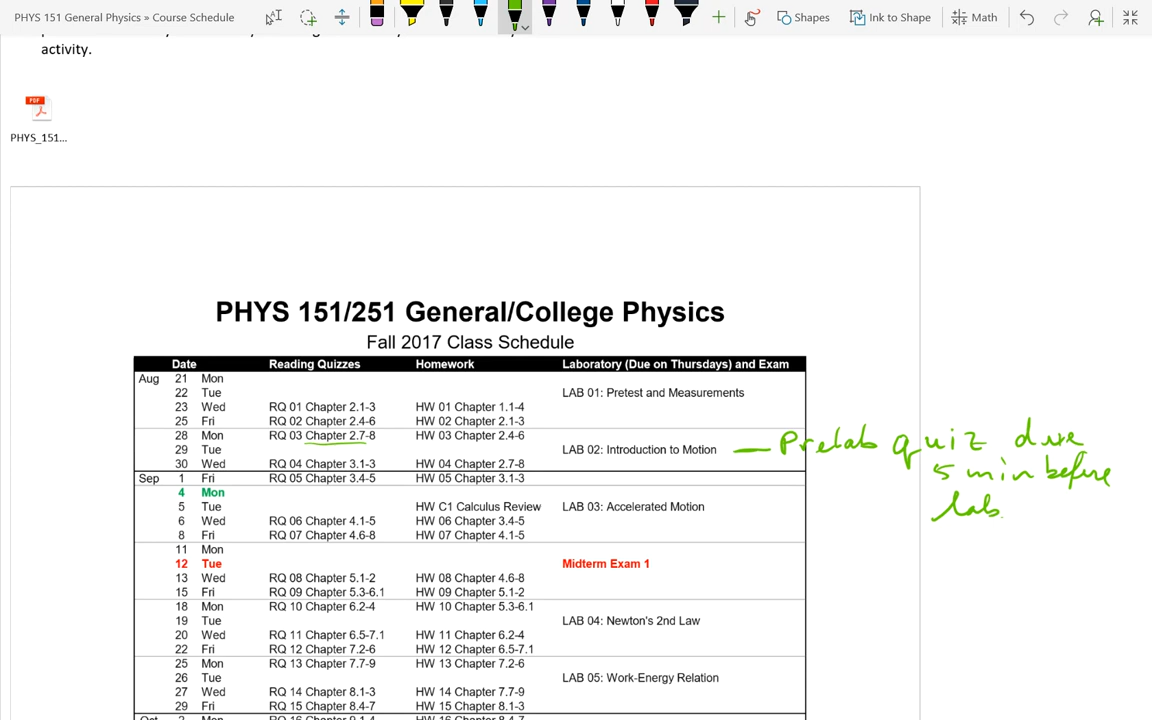 PHYS 151 General Physics » Course Schedule
Shapes
Ink to Shape
Math
activity.
PDF
PHYS_151...
PHYS 151/251 General/College Physics
Fall 2017 Class Schedule
Date Reading Quizzes Homework Laboratory (Due on Thursdays) and Exam
Aug 21 Mon
22 Tue LAB 01: Pretest and Measurements
23 Wed RQ 01 Chapter 2.1-3 HW 01 Chapter 1.1-4
25 Fri RQ 02 Chapter 2.4-6 HW 02 Chapter 2.1-3
28 Mon RQ 03 Chapter 2.7-8 HW 03 Chapter 2.4-6
29 Tue LAB 02: Introduction to Motion — Prelab quiz due
30 Wed RQ 04 Chapter 3.1-3 HW 04 Chapter 2.7-8
5 min before
Sep 1 Fri RQ 05 Chapter 3.4-5 HW 05 Chapter 3.1-3
4 Mon
5 Tue HW C1 Calculus Review LAB 03: Accelerated Motion
lab.
6 Wed RQ 06 Chapter 4.1-5 HW 06 Chapter 3.4-5
8 Fri RQ 07 Chapter 4.6-8 HW 07 Chapter 4.1-5
11 Mon
12 Tue Midterm Exam 1
13 Wed RQ 08 Chapter 5.1-2 HW 08 Chapter 4.6-8
15 Fri RQ 09 Chapter 5.3-6.1 HW 09 Chapter 5.1-2
18 Mon RQ 10 Chapter 6.2-4 HW 10 Chapter 5.3-6.1
19 Tue LAB 04: Newton's 2nd Law
20 Wed RQ 11 Chapter 6.5-7.1 HW 11 Chapter 6.2-4
22 Fri RQ 12 Chapter 7.2-6 HW 12 Chapter 6.5-7.1
25 Mon RQ 13 Chapter 7.7-9 HW 13 Chapter 7.2-6
26 Tue LAB 05: Work-Energy Relation
27 Wed RQ 14 Chapter 8.1-3 HW 14 Chapter 7.7-9
29 Fri RQ 15 Chapter 8.4-7 HW 15 Chapter 8.1-3
Oct 2 Mon RQ 16 Chapter 9.1-4 HW 16 Chapter 8.4-7